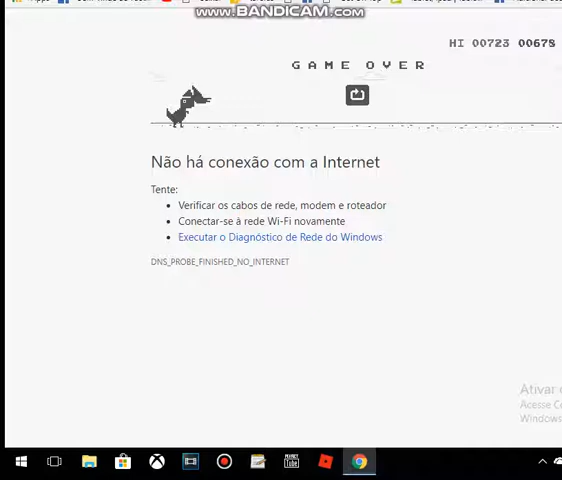 www.BANDICAM.com
HI 00723 00678
GAME OVER
Não há conexão com a Internet
Tente:
• Verificar os cabos de rede, modem e roteador
• Conectar-se à rede Wi-Fi novamente
• Executar o Diagnóstico de Rede do Windows
DNS_PROBE_FINISHED_NO_INTERNET
Ativar
Acesse
Windows